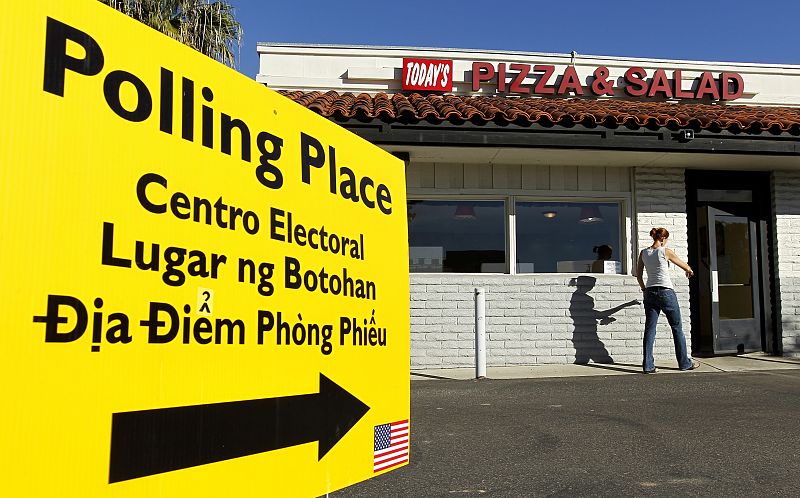 Polling Place
Centro Electoral
Lugar ng Botohan
Địa Điểm Phòng Phiếu
TODAY'S PIZZA & SALAD